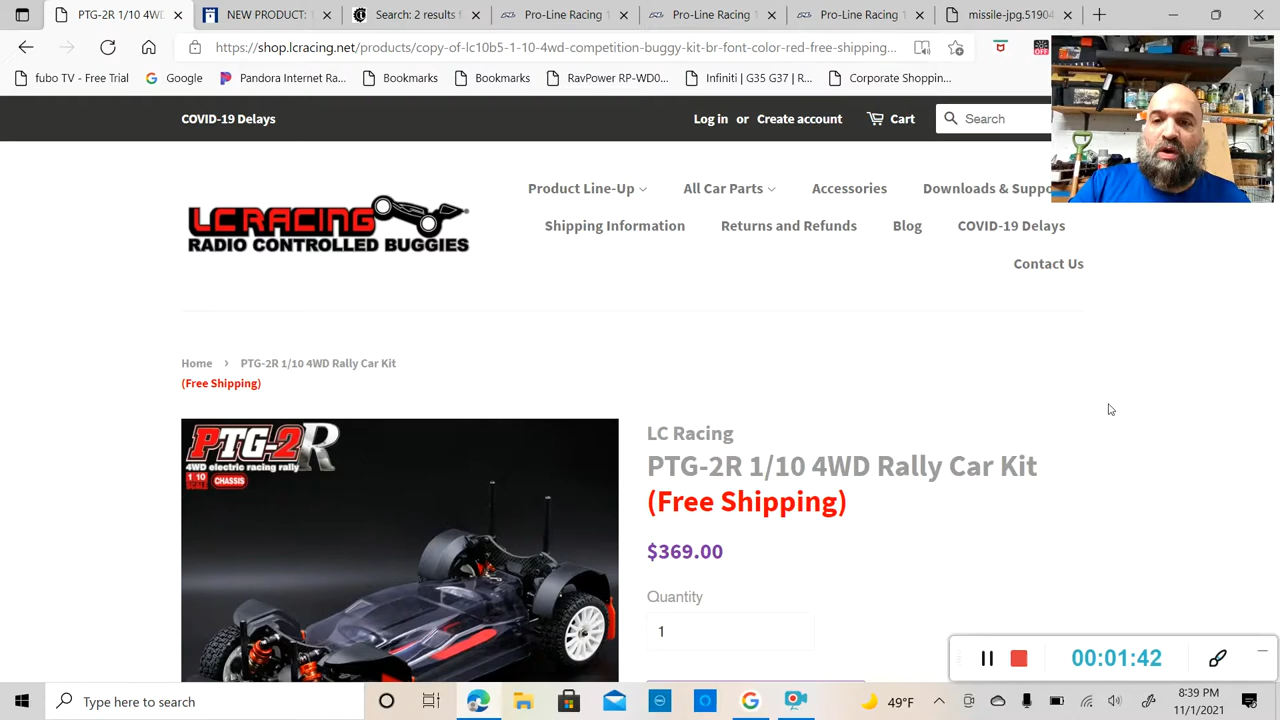 PTG-2R 1/10 4WD
Search: 2 results
Pro-Line
Pro-Line
Pro-Line
missile-jpg.5190
https://shop.lcracing.net/products/copy-of-lc10b5-1-10-4wd-competition-buggy-kit-br-font-color-red-free-shipping...
fubo TV - Free Trial
Google
Pandora Internet Ra...
Bookmarks
Bookmarks
RavPower RP-WD0...
Infiniti | G35 G37 |...
Corporate Shoppin...
OFF
COVID-19 Delays
Log in or Create account
Cart
Search
LC RACING
RADIO CONTROLLED BUGGIES
Product Line-Up
All Car Parts
Accessories
Downloads & Suppo
Shipping Information
Returns and Refunds
Blog
COVID-19 Delays
Contact Us
Home › PTG-2R 1/10 4WD Rally Car Kit
(Free Shipping)
PTG-2R
4WD electric racing rally
1 10
SCALE
CHASSIS
LC Racing
PTG-2R 1/10 4WD Rally Car Kit
(Free Shipping)
$369.00
Quantity
1
00:01:42
Type here to search
49°F
8:39 PM
11/1/2021